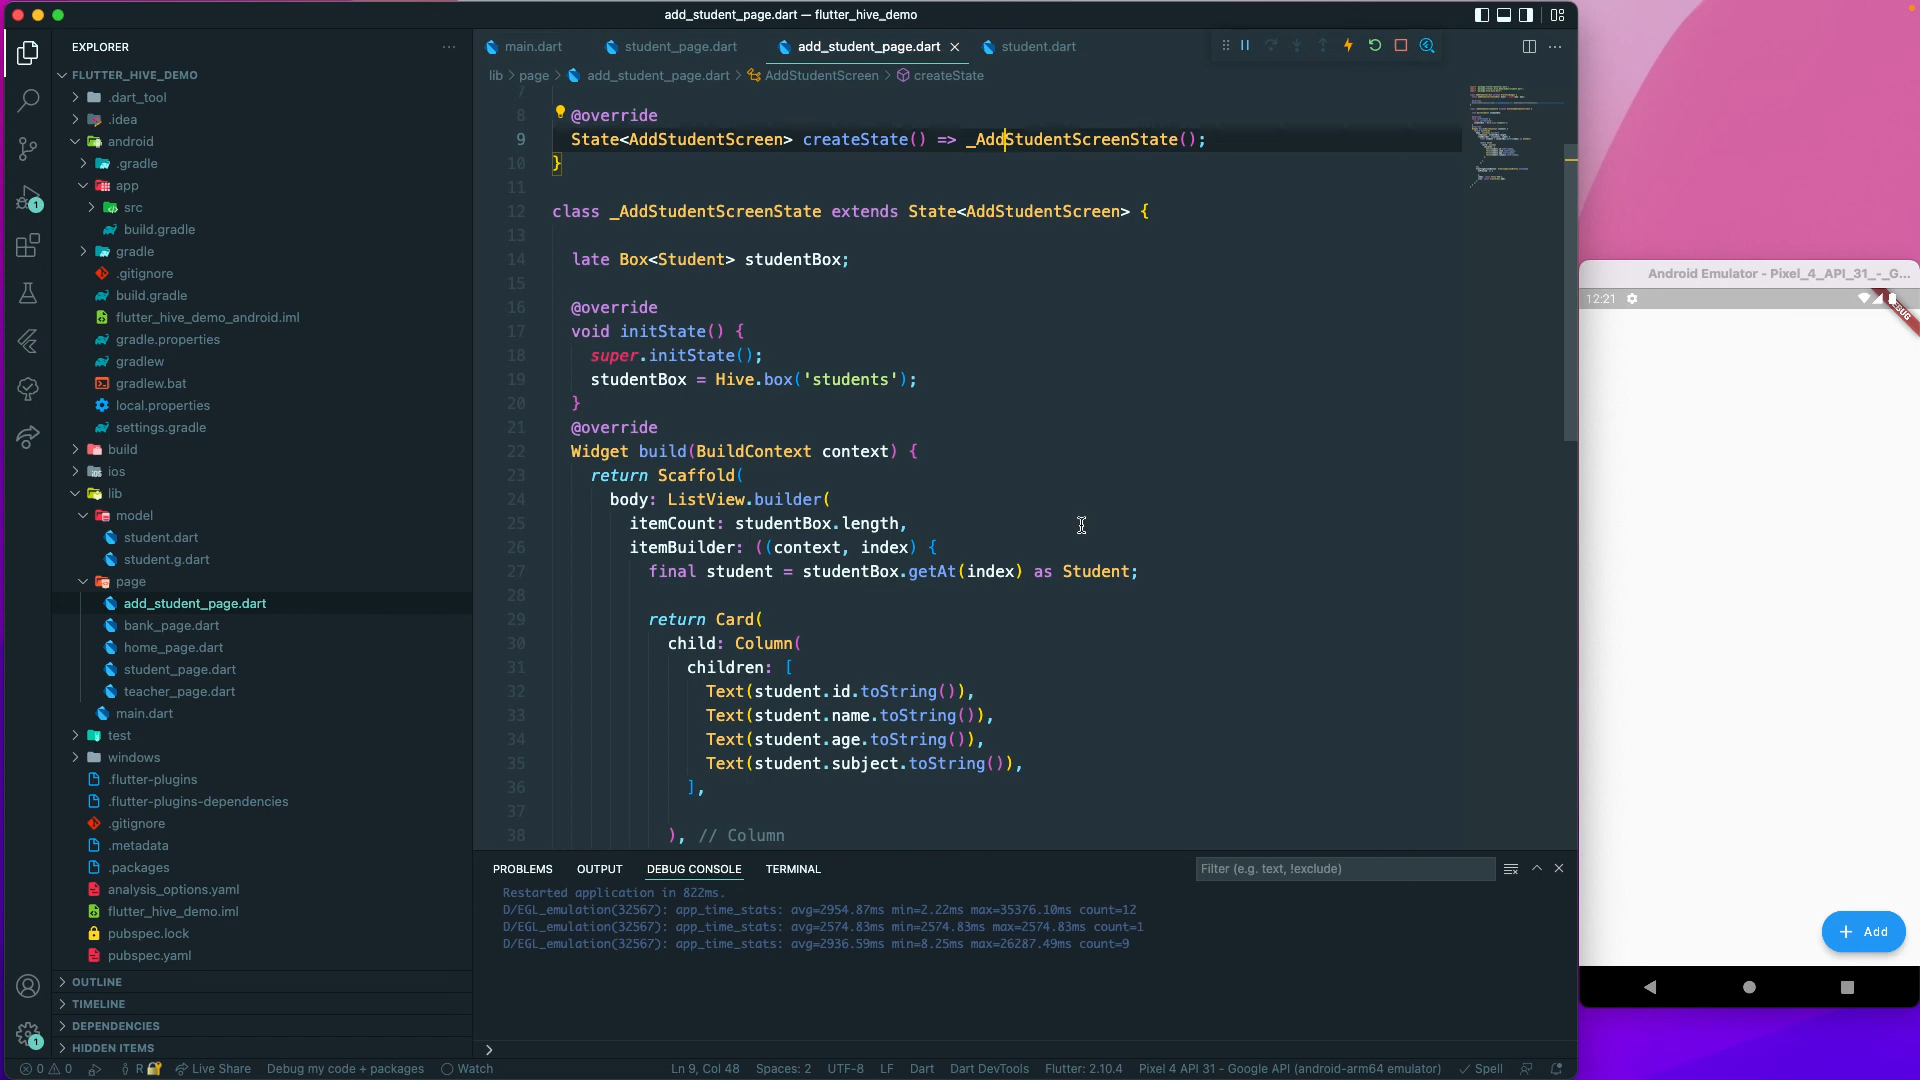 add_student_page.dart — flutter_hive_demo
EXPLORER
FLUTTER_HIVE_DEMO
.dart_tool
.idea
android
.gradle
app
src
build.gradle
gradle
.gitignore
build.gradle
flutter_hive_demo_android.iml
gradle.properties
gradlew
gradlew.bat
local.properties
settings.gradle
build
ios
lib
model
student.dart
student.g.dart
page
add_student_page.dart
bank_page.dart
home_page.dart
student_page.dart
teacher_page.dart
main.dart
test
windows
.flutter-plugins
.flutter-plugins-dependencies
.gitignore
.metadata
.packages
analysis_options.yaml
flutter_hive_demo.iml
pubspec.lock
pubspec.yaml
OUTLINE
TIMELINE
DEPENDENCIES
HIDDEN ITEMS
1
1
main.dart student_page.dart add_student_page.dart student.dart
lib > page > add_student_page.dart > AddStudentScreen > createState
7
8 @override
9 State<AddStudentScreen> createState() => _AddStudentScreenState();
10 }
11
12 class _AddStudentScreenState extends State<AddStudentScreen> {
13
14 late Box<Student> studentBox;
15
16 @override
17 void initState() {
18 super.initState();
19 studentBox = Hive.box('students');
20 }
21 @override
22 Widget build(BuildContext context) {
23 return Scaffold(
24 body: ListView.builder(
25 itemCount: studentBox.length,
26 itemBuilder: ((context, index) {
27 final student = studentBox.getAt(index) as Student;
28
29 return Card(
30 child: Column(
31 children: [
32 Text(student.id.toString()),
33 Text(student.name.toString()),
34 Text(student.age.toString()),
35 Text(student.subject.toString()),
36 ],
37
38 ), // Column
PROBLEMS OUTPUT DEBUG CONSOLE TERMINAL Filter (e.g. text, !exclude)
Restarted application in 822ms.
D/EGL_emulation(32567): app_time_stats: avg=2954.87ms min=2.22ms max=35376.10ms count=12
D/EGL_emulation(32567): app_time_stats: avg=2574.83ms min=2574.83ms max=2574.83ms count=1
D/EGL_emulation(32567): app_time_stats: avg=2936.59ms min=8.25ms max=26287.49ms count=9
>
0 0 R Live Share Debug my code + packages Watch Ln 9, Col 48 Spaces: 2 UTF-8 LF Dart Dart DevTools Flutter: 2.10.4 Pixel 4 API 31 - Google API (android-arm64 emulator) Spell
Android Emulator - Pixel_4_API_31_-_G...
12:21
+ Add